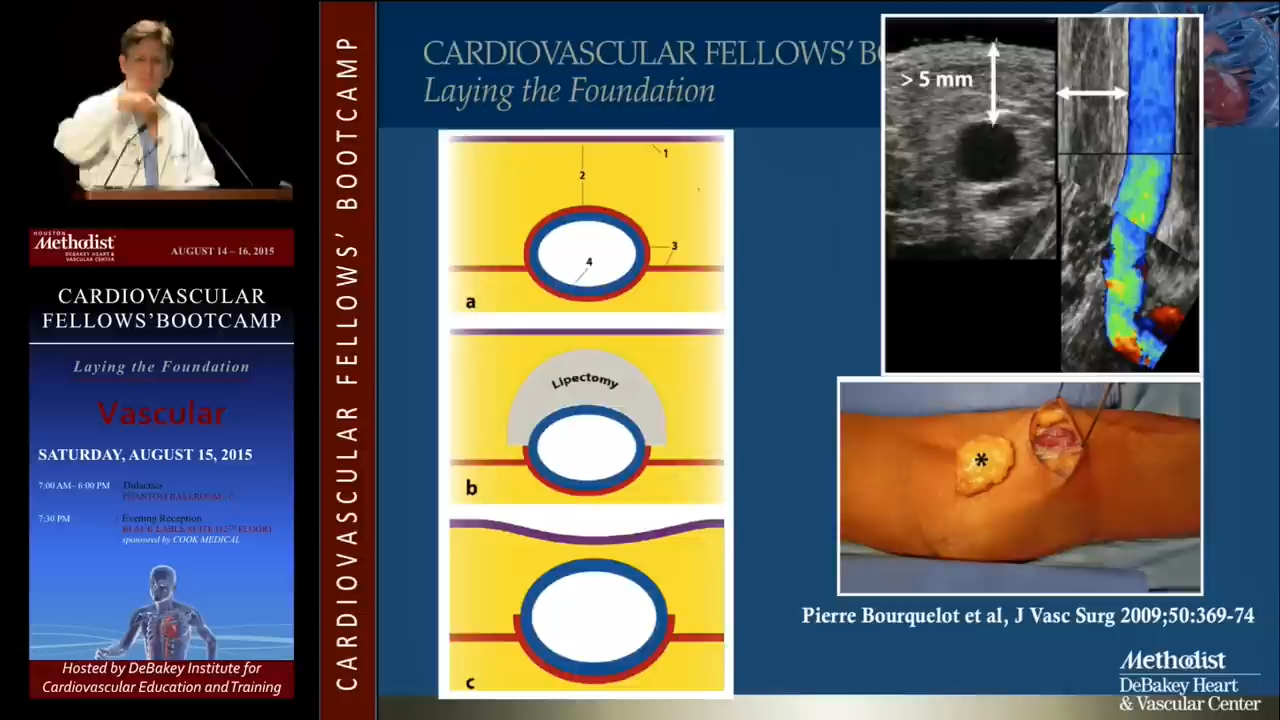 HOUSTON
Methodist
DEBAKEY HEART &
VASCULAR CENTER
AUGUST 14 – 16, 2015
CARDIOVASCULAR
FELLOWS'BOOTCAMP
Laying the Foundation
Vascular
SATURDAY, AUGUST 15, 2015
7:00 AM– 6:00 PM Didactics
7:30 PM Evening Reception
sponsored by COOK MEDICAL
Hosted by DeBakey Institute for
Cardiovascular Education and Training
CARDIOVASCULAR FELLOWS' BOOTCAMP
CARDIOVASCULAR FELLOWS' B
Laying the Foundation
1
2
3
4
a
Lipectomy
b
c
> 5 mm
*
Pierre Bourquelot et al, J Vasc Surg 2009;50:369-74
Methodist
DeBakey Heart
& Vascular Center